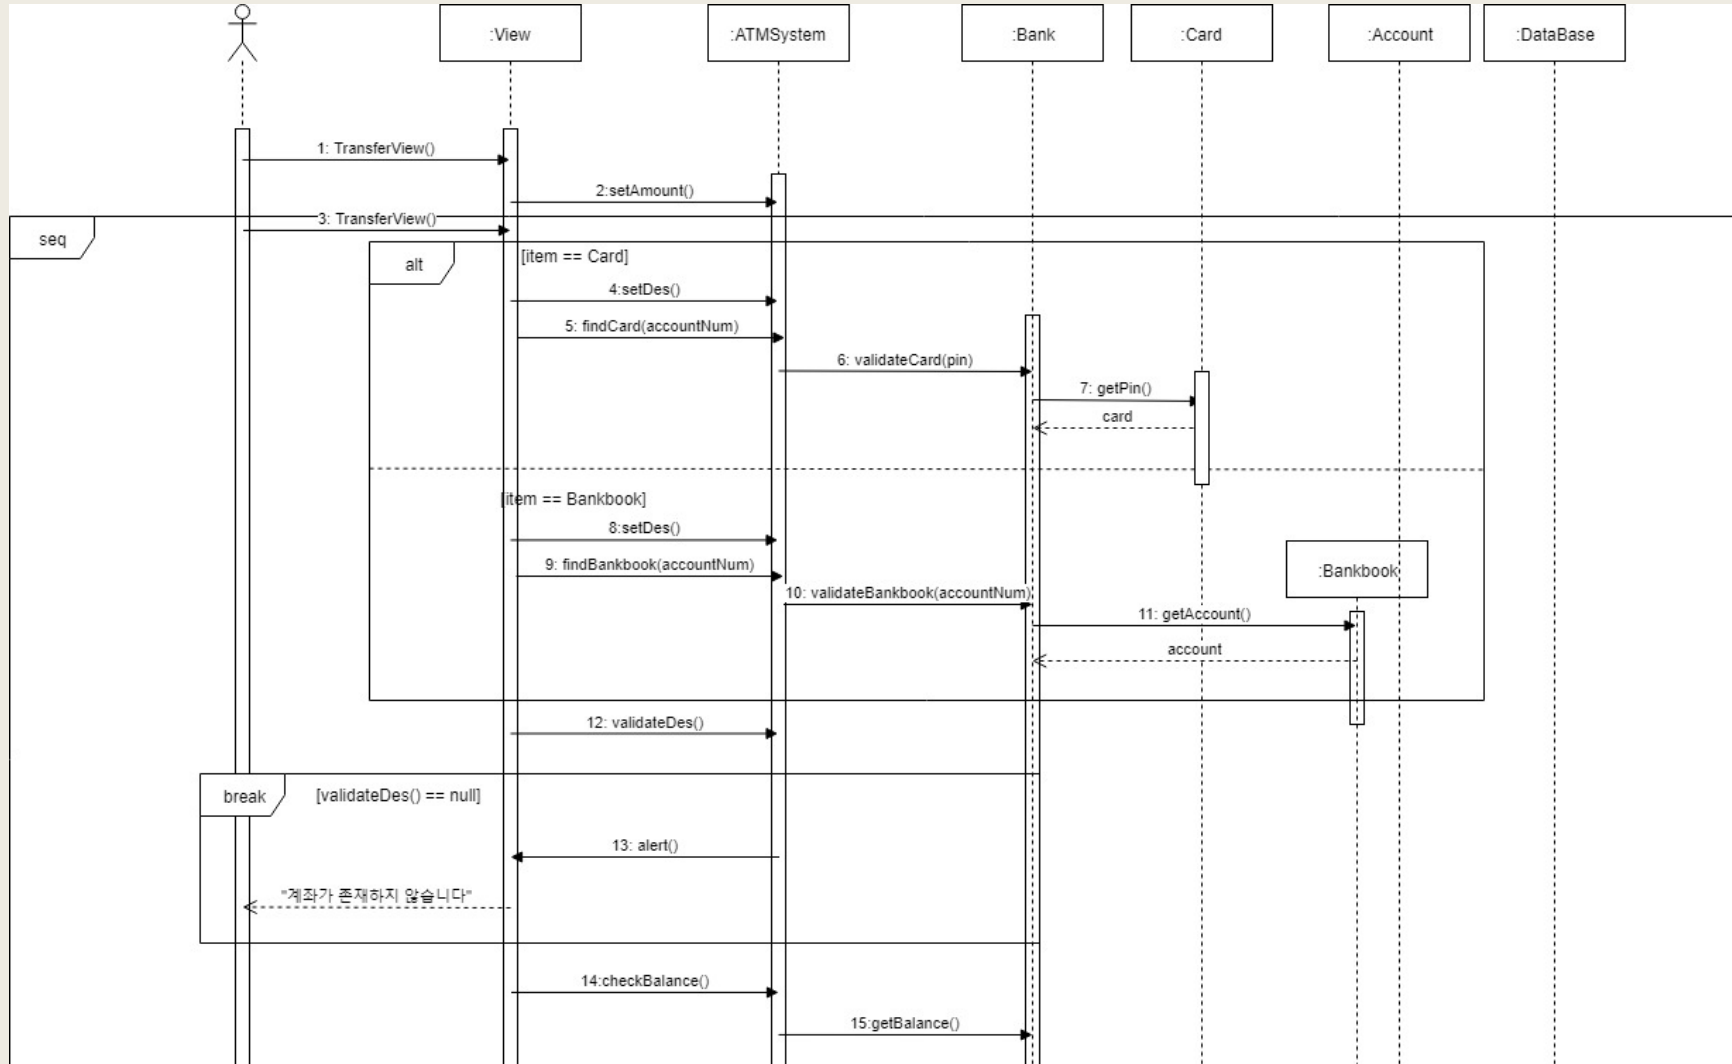 :View
:ATMSystem
:Bank
:Card
:Account
:DataBase
1: TransferView()
2:setAmount()
3: TransferView()
seq
alt
[item == Card]
4:setDes()
5: findCard(accountNum)
6: validateCard(pin)
7: getPin()
card
[item == Bankbook]
8:setDes()
9: findBankbook(accountNum)
:Bankbook
10: validateBankbook(accountNum)
11: getAccount()
account
12: validateDes()
break
[validateDes() == null]
13: alert()
"계좌가 존재하지 않습니다"
14:checkBalance()
15:getBalance()